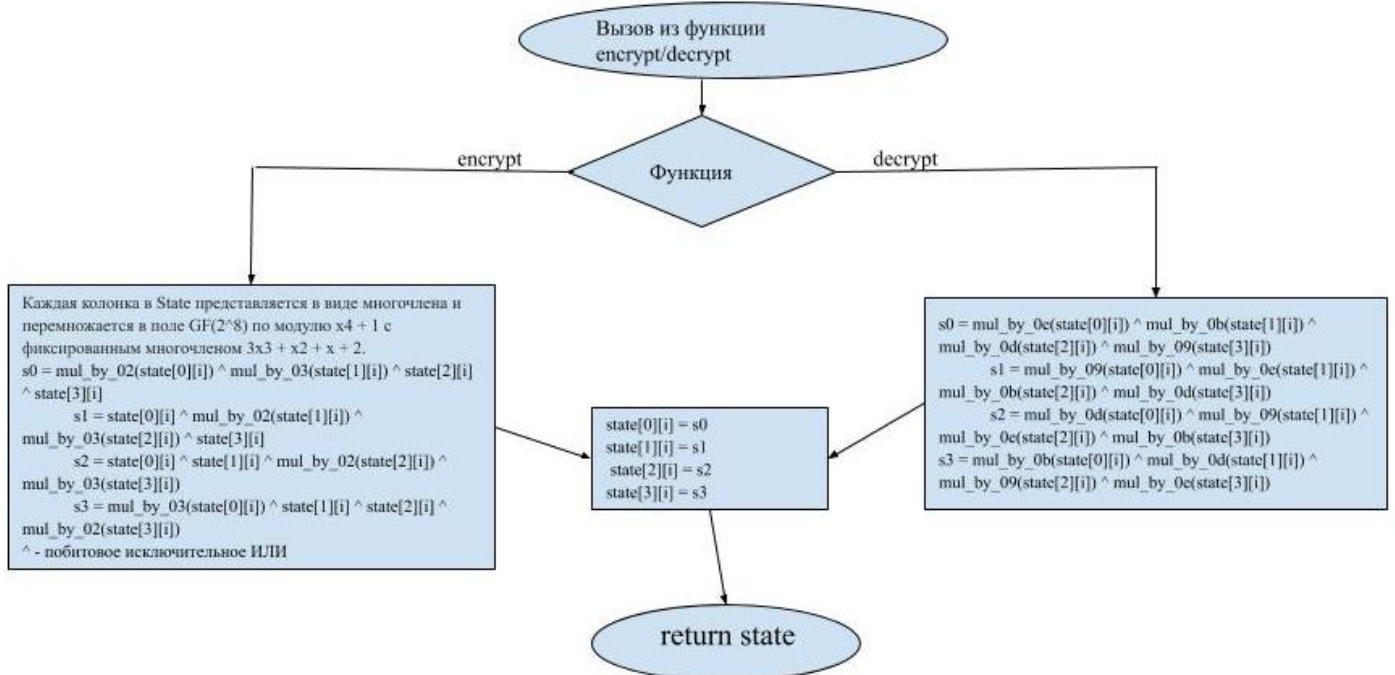 Вызов из функции
encrypt/decrypt
encrypt
decrypt
Функция
Каждая колонка в State представляется в виде многочлена и
перемножается в поле GF(2^8) по модулю x4 + 1 с
фиксированным многочленом 3x3 + x2 + x + 2.
s0 = mul_by_02(state[0][i]) ^ mul_by_03(state[1][i]) ^ state[2][i]
^ state[3][i]
s1 = state[0][i] ^ mul_by_02(state[1][i]) ^
mul_by_03(state[2][i]) ^ state[3][i]
s2 = state[0][i] ^ state[1][i] ^ mul_by_02(state[2][i]) ^
mul_by_03(state[3][i])
s3 = mul_by_03(state[0][i]) ^ state[1][i] ^ state[2][i] ^
mul_by_02(state[3][i])
^ - побитовое исключительное ИЛИ
s0 = mul_by_0e(state[0][i]) ^ mul_by_0b(state[1][i]) ^
mul_by_0d(state[2][i]) ^ mul_by_09(state[3][i])
s1 = mul_by_09(state[0][i]) ^ mul_by_0e(state[1][i]) ^
mul_by_0b(state[2][i]) ^ mul_by_0d(state[3][i])
s2 = mul_by_0d(state[0][i]) ^ mul_by_09(state[1][i]) ^
mul_by_0e(state[2][i]) ^ mul_by_0b(state[3][i])
s3 = mul_by_0b(state[0][i]) ^ mul_by_0d(state[1][i]) ^
mul_by_09(state[2][i]) ^ mul_by_0e(state[3][i])
state[0][i] = s0
state[1][i] = s1
state[2][i] = s2
state[3][i] = s3
return state